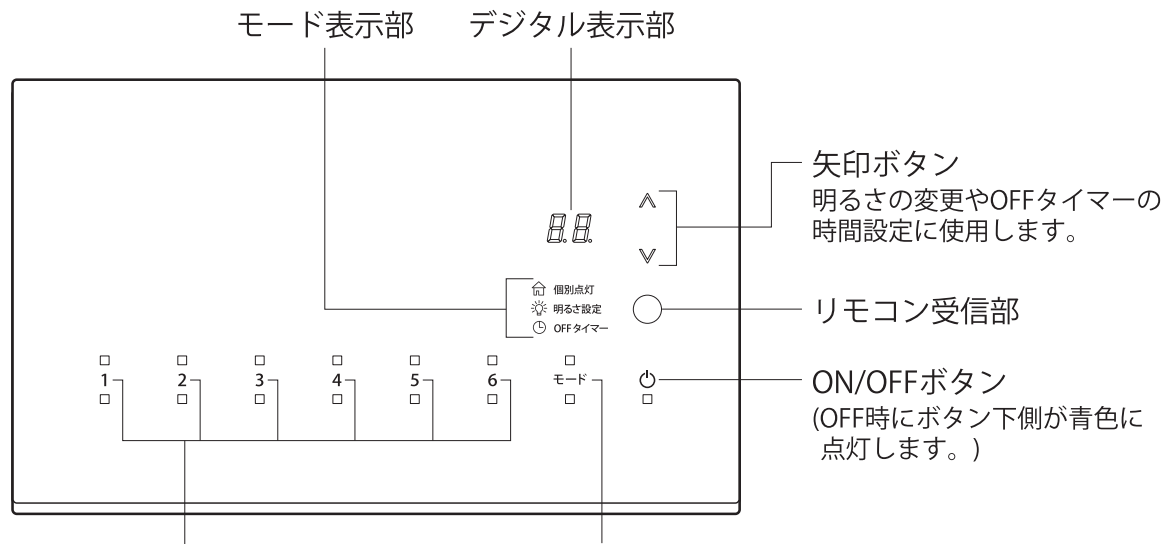 モード表示部
デジタル表示部
矢印ボタン
明るさの変更やOFFタイマーの
時間設定に使用します。
8.8.
個別点灯
明るさ設定
OFFタイマー
リモコン受信部
1 2 3 4 5 6 モード
ON/OFFボタン
(OFF時にボタン下側が青色に
点灯します。)